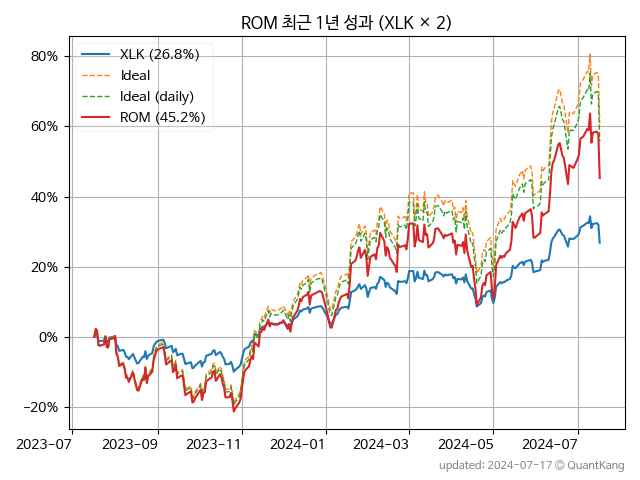 ROM 최근 1년 성과 (XLK × 2)
XLK (26.8%)
Ideal
Ideal (daily)
ROM (45.2%)
80%
60%
40%
20%
0%
−20%
2023−07 2023−09 2023−11 2024−01 2024−03 2024−05 2024−07
updated: 2024-07-17 © QuantKang